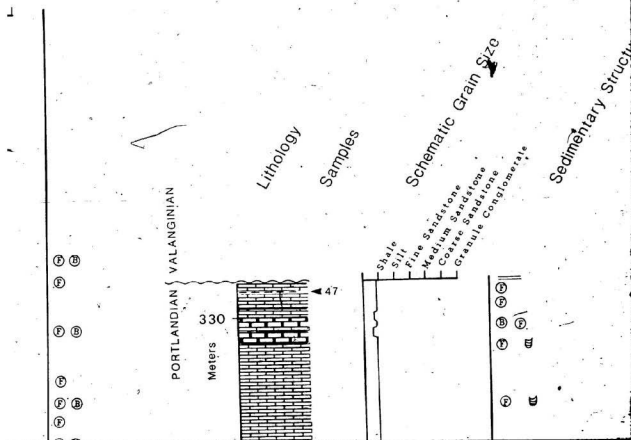 Lithology
Samples
Schematic Grain Size
Sedimentary Structu
Shale
Silt
Fine Sandstone
Medium Sandstone
Coarse Sandstone
Granule Conglomerate
VALANGINIAN
PORTLANDIAN
Meters
330
47
F B
F
F B
F
F B
F
F
F
B F
F
F